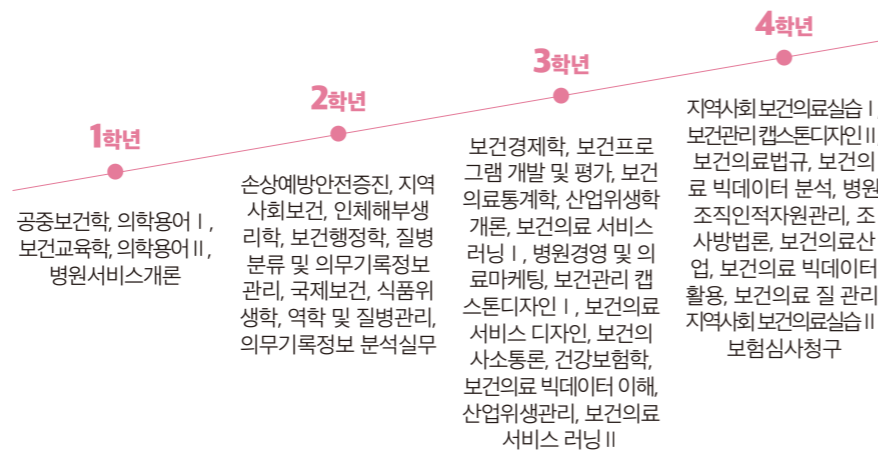 1학년
공중보건학, 의학용어Ⅰ,
보건교육학, 의학용어Ⅱ,
병원서비스개론
2학년
손상예방안전증진, 지역
사회보건, 인체해부생
리학, 보건행정학, 질병
분류 및 의무기록정보
관리, 국제보건, 식품위
생학, 역학 및 질병관리,
의무기록정보 분석실무
3학년
보건경제학, 보건프로
그램 개발 및 평가, 보건
의료통계학, 산업위생학
개론, 보건의료 서비스
러닝Ⅰ, 병원경영 및 의
료마케팅, 보건관리 캡
스톤디자인Ⅰ, 보건의료
서비스 디자인, 보건의
사소통론, 건강보험학,
보건의료 빅데이터 이해,
산업위생관리, 보건의료
서비스 러닝Ⅱ
4학년
지역사회 보건의료실습Ⅰ,
보건관리 캡스톤디자인Ⅱ,
보건의료법규, 보건의
료 빅데이터 분석, 병원
조직인적자원관리, 조
사방법론, 보건의료산
업, 보건의료 빅데이터
활용, 보건의료 질 관리
지역사회 보건의료실습Ⅱ
보험심사청구